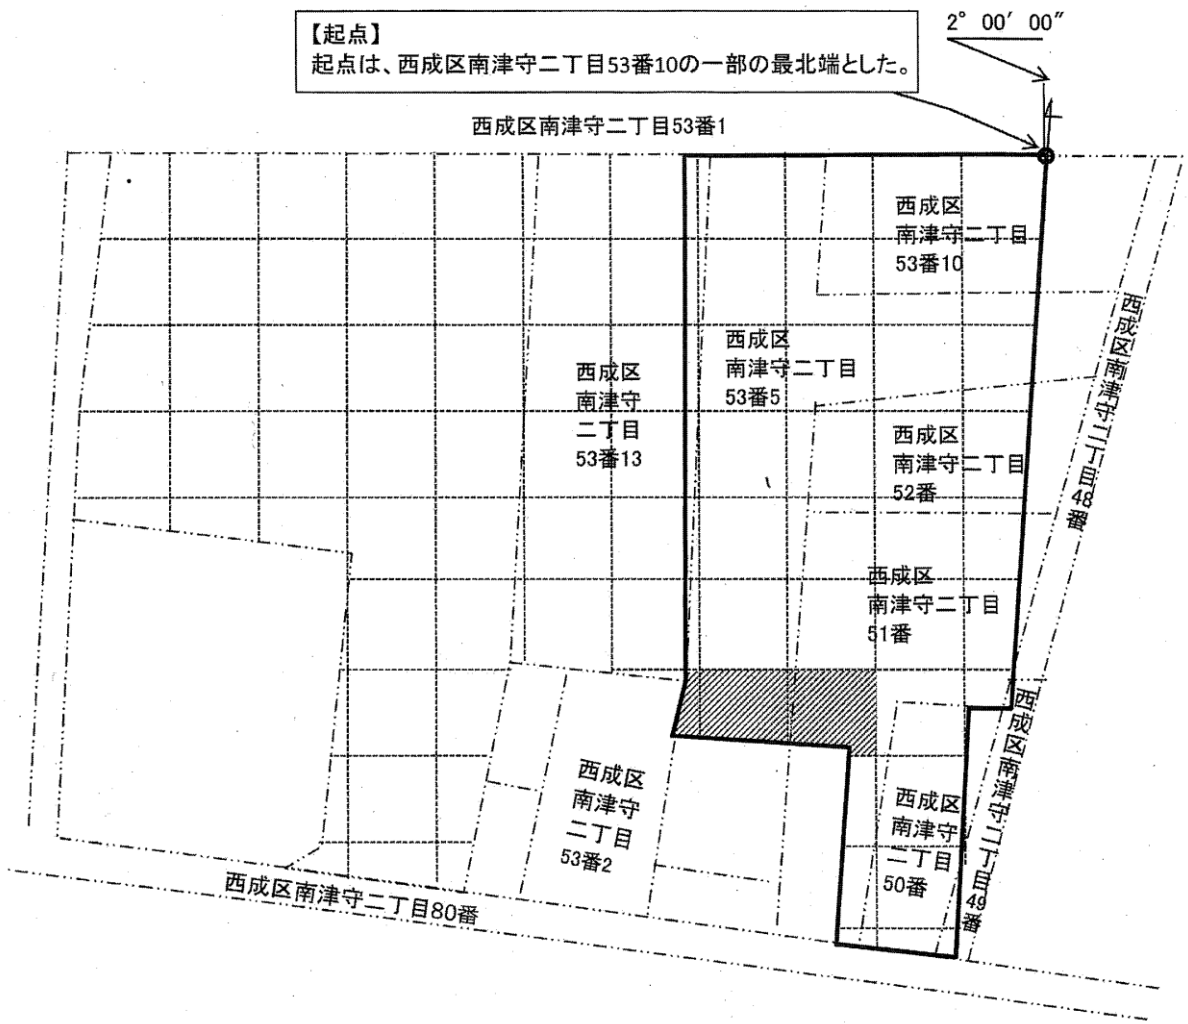 2° 00′ 00″
【起点】
起点は、西成区南津守二丁目53番10の一部の最北端とした。
西成区南津守二丁目53番1
西成区
南津守二丁目
53番10
西成区
南津守二丁目
53番5
西成区
南津守
二丁目
53番13
西成区
南津守二丁目
52番
西成区南津守二丁目48番
西成区
南津守二丁目
51番
西成区南津守二丁目49番
西成区
南津守
二丁目
53番2
西成区
南津守
二丁目
50番
西成区南津守二丁目80番